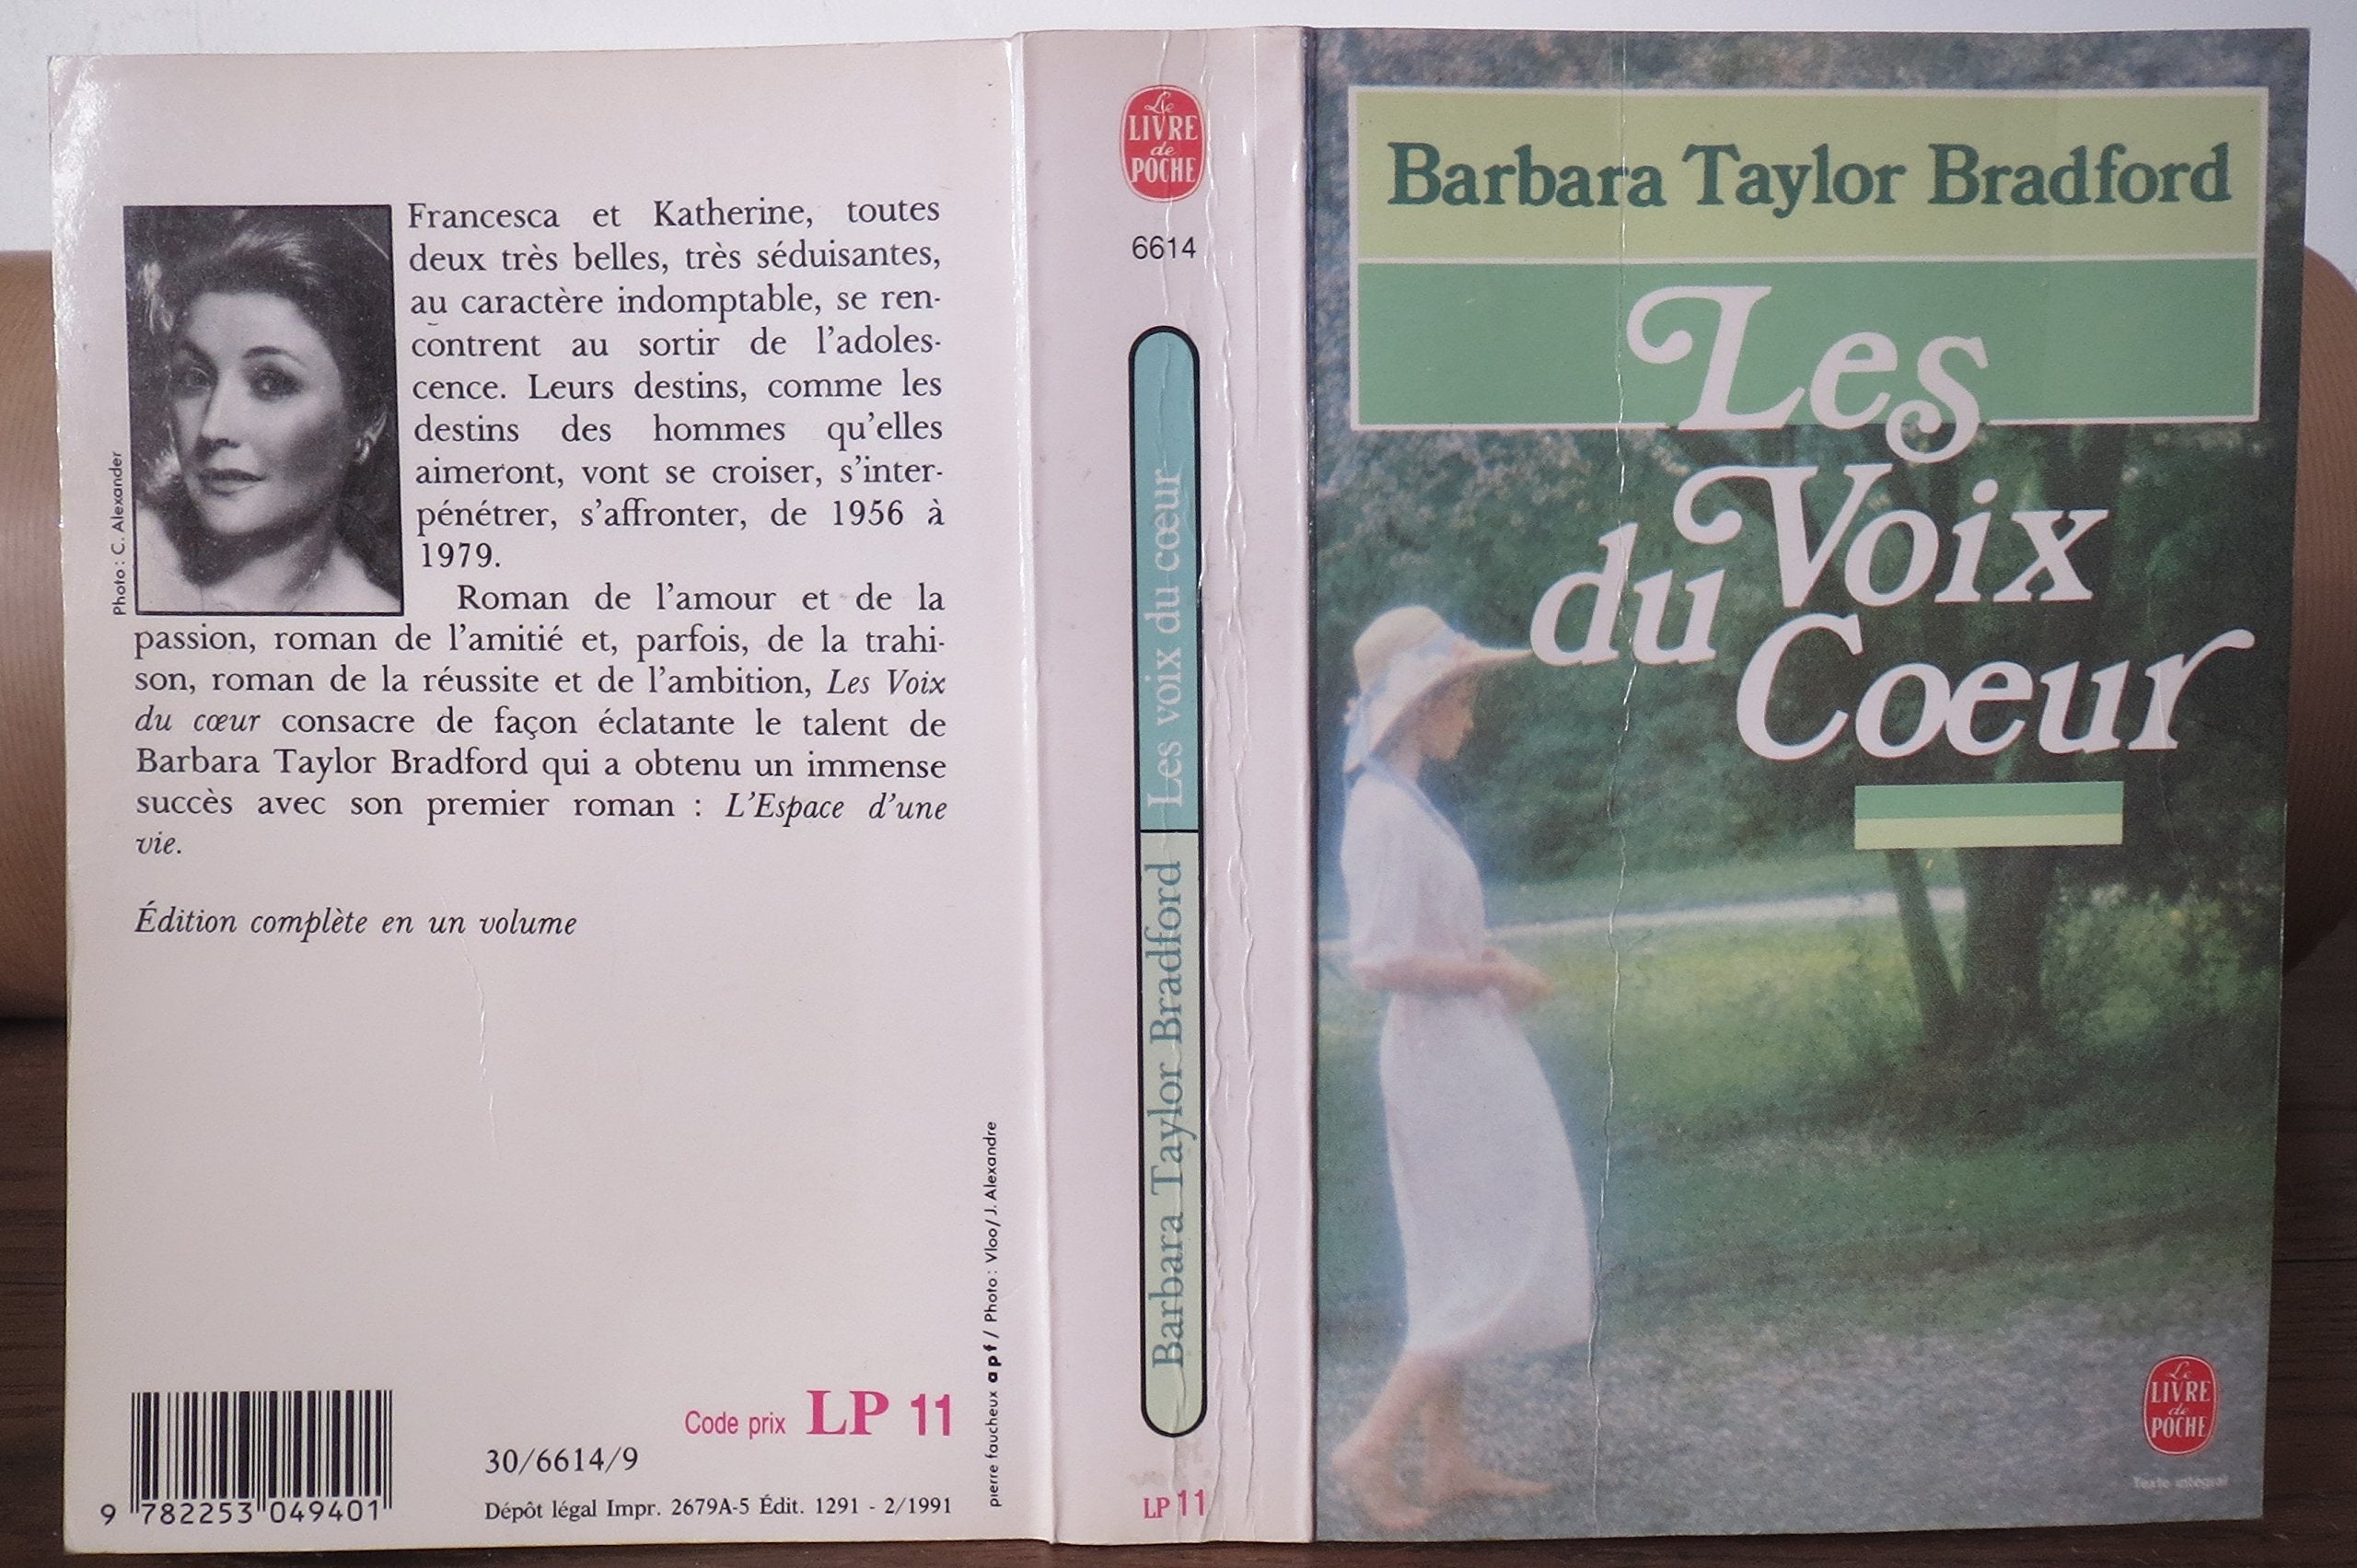 Photo : C. Alexander
Francesca et Katherine, toutes
deux très belles, très séduisantes,
au caractère indomptable, se ren-
contrent au sortir de l'adoles-
cence. Leurs destins, comme les
destins des hommes qu'elles
aimeront, vont se croiser, s'inter-
pénétrer, s'affronter, de 1956 à
1979.
Roman de l'amour et de la
passion, roman de l'amitié et, parfois, de la trahi-
son, roman de la réussite et de l'ambition, Les Voix
du cœur consacre de façon éclatante le talent de
Barbara Taylor Bradford qui a obtenu un immense
succès avec son premier roman : L'Espace d'une
vie.
Édition complète en un volume
9 782253 049401
Code prix LP 11
30/6614/9
Dépôt légal Impr. 2679A-5 Édit. 1291 - 2/1991
pierre faucheux apf / Photo : Vloo/ J. Alexandre
Le
LIVRE
de
POCHE
6614
Barbara Taylor Bradford Les voix du cœur
LP 11
Barbara Taylor Bradford
Les
Voix
du
Cœur
Le
LIVRE
de
POCHE
Texte intégral